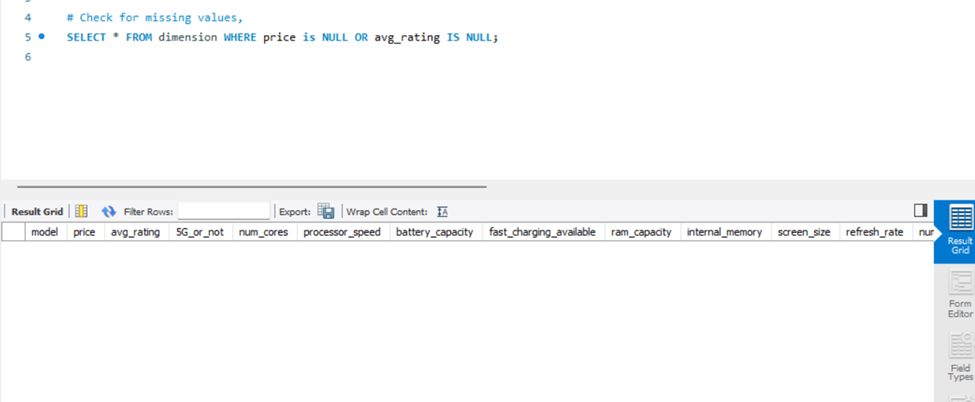 4 # Check for missing values,
5 SELECT * FROM dimension WHERE price is NULL OR avg_rating IS NULL;
6
Result Grid Filter Rows: Export: Wrap Cell Content:
model price avg_rating 5G_or_not num_cores processor_speed battery_capacity fast_charging_available ram_capacity internal_memory screen_size refresh_rate nur
Result
Grid
Form
Editor
Field
Types